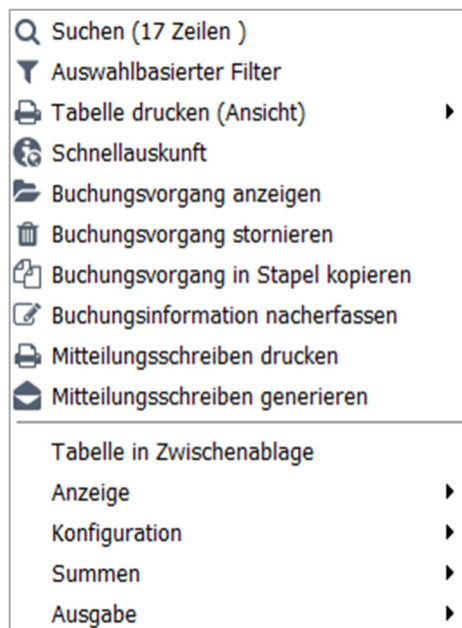 Suchen (17 Zeilen )
Auswahlbasierter Filter
Tabelle drucken (Ansicht)
Schnellauskunft
Buchungsvorgang anzeigen
Buchungsvorgang stornieren
Buchungsvorgang in Stapel kopieren
Buchungsinformation nacherfassen
Mitteilungsschreiben drucken
Mitteilungsschreiben generieren
Tabelle in Zwischenablage
Anzeige
Konfiguration
Summen
Ausgabe